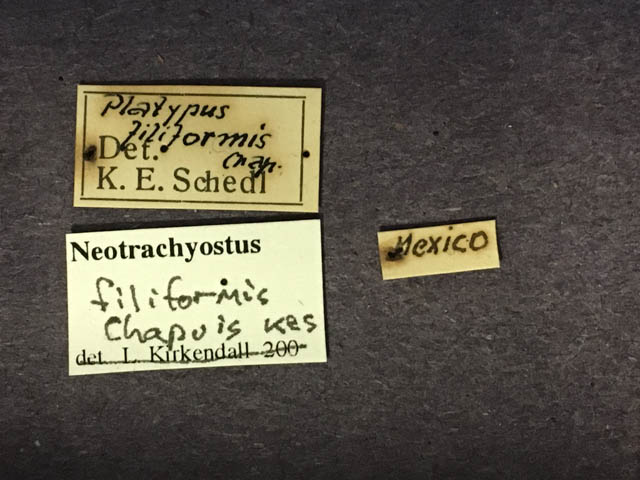 Platypus
filiformis
Chap.
Det.
K. E. Schedl
Neotrachyostus
filiformis
Chapuis KES
det. L. Kirkendall 200
Mexico